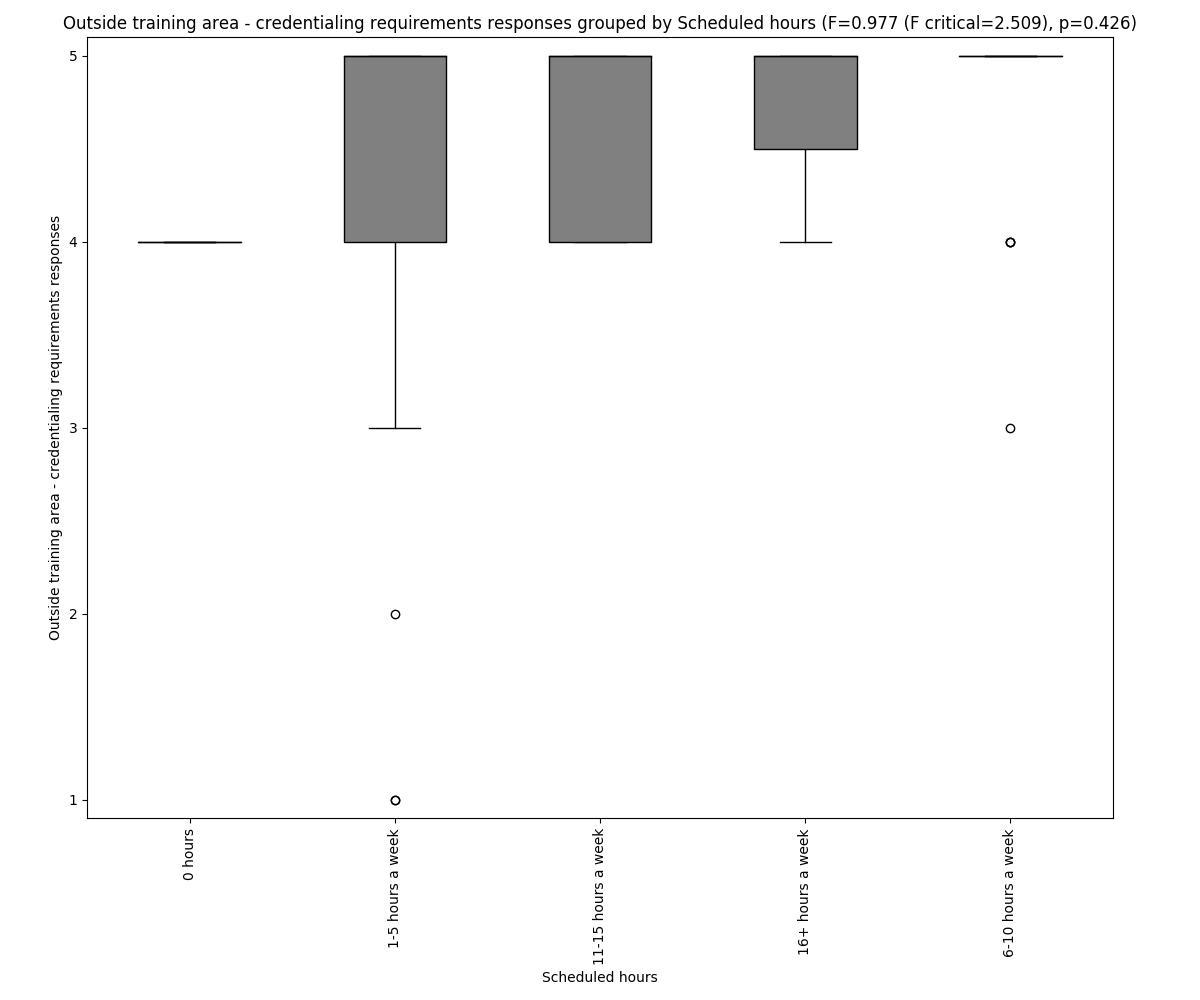 Outside training area - credentialing requirements responses grouped by Scheduled hours (F=0.977 (F critical=2.509), p=0.426)
Outside training area - credentialing requirements responses
5
4
3
2
1
0 hours
1-5 hours a week
11-15 hours a week
16+ hours a week
6-10 hours a week
Scheduled hours